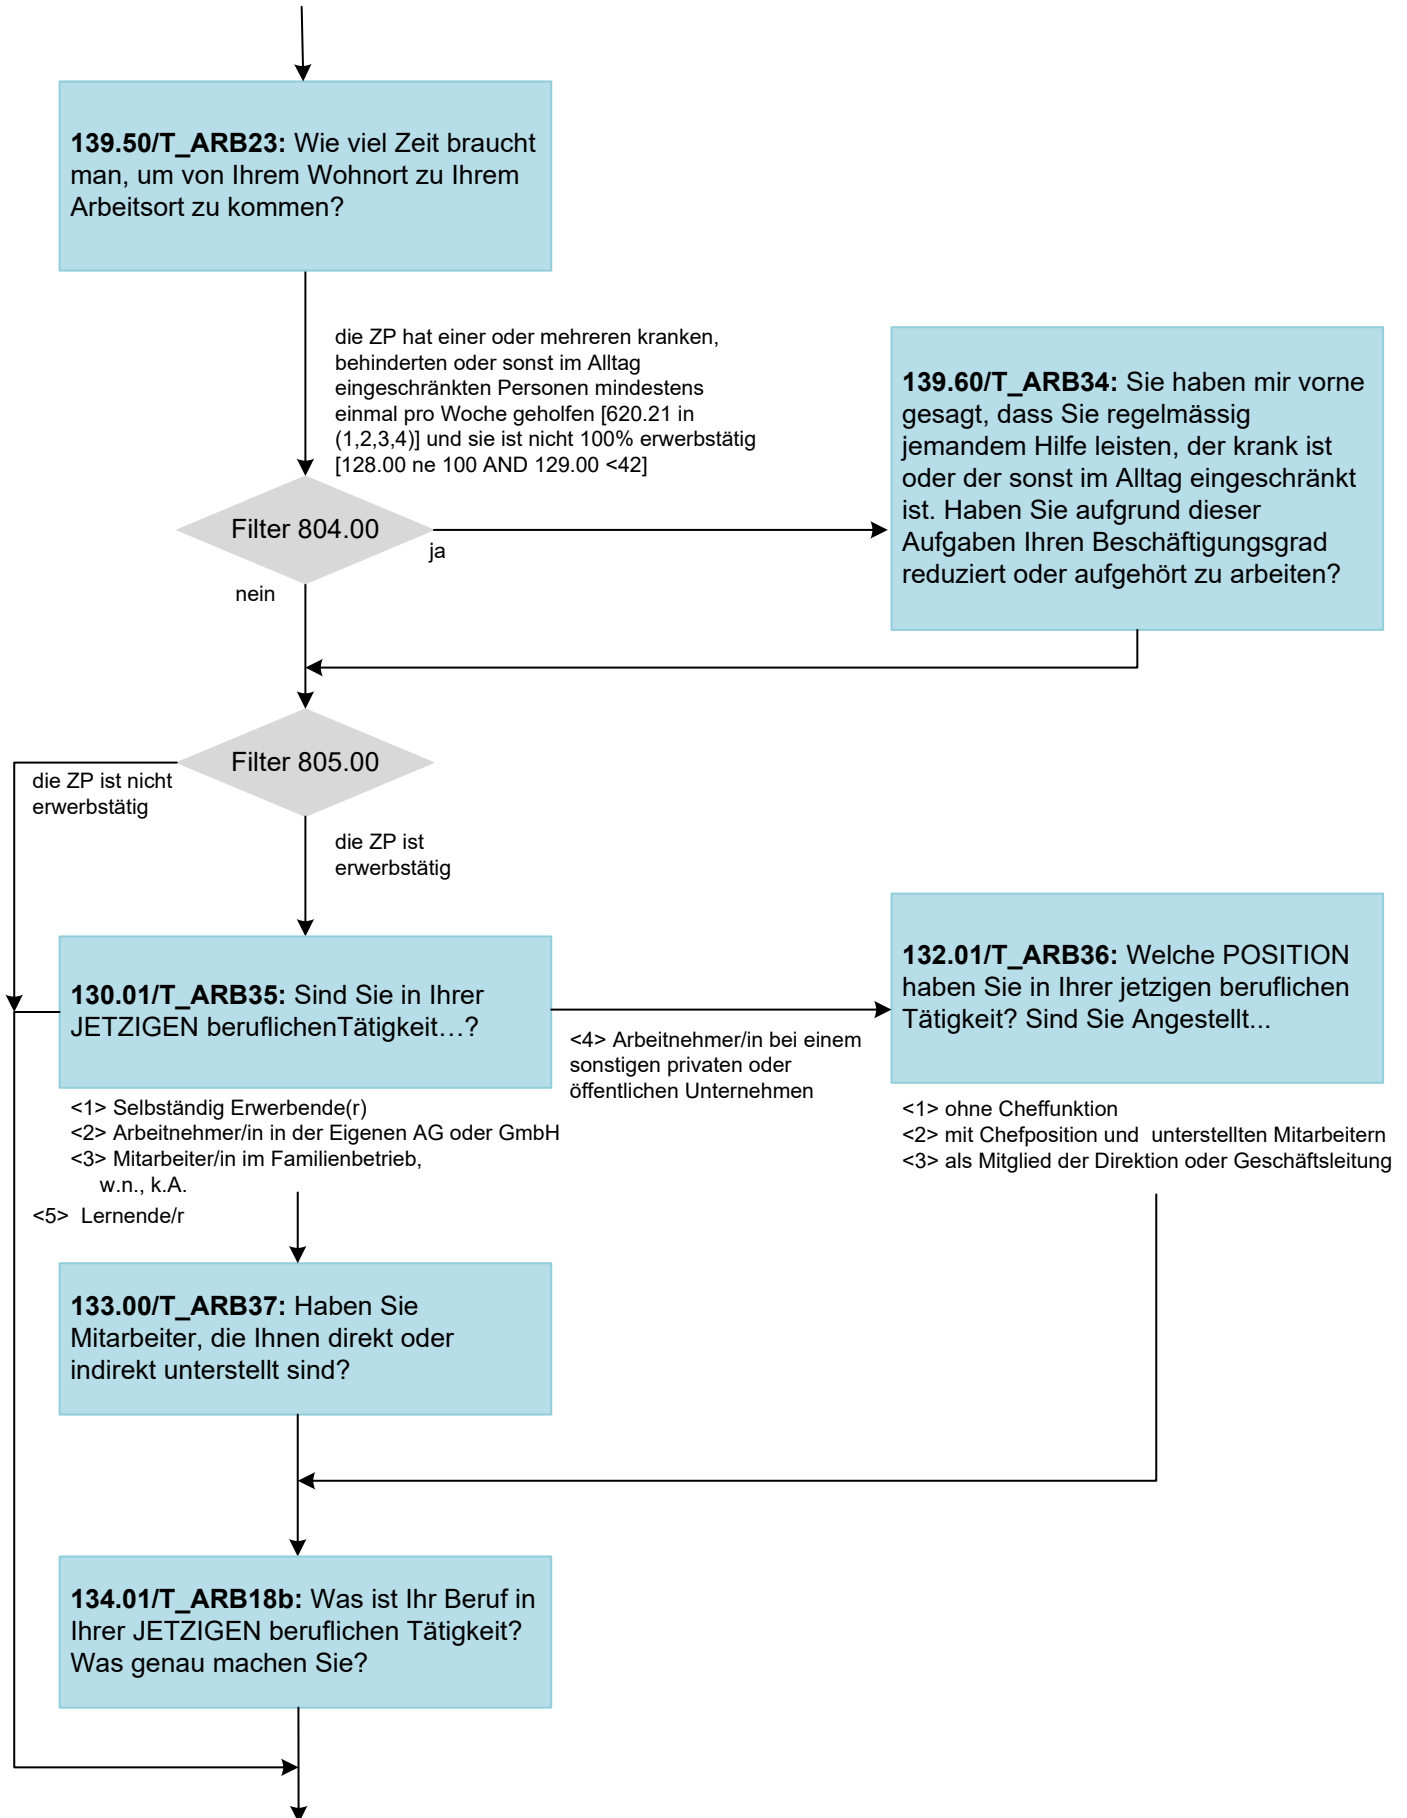 139.50/T_ARB23: Wie viel Zeit braucht
man, um von Ihrem Wohnort zu Ihrem
Arbeitsort zu kommen?
die ZP hat einer oder mehreren kranken,
behinderten oder sonst im Alltag
eingeschränkten Personen mindestens
einmal pro Woche geholfen [620.21 in
(1,2,3,4)] und sie ist nicht 100% erwerbstätig
[128.00 ne 100 AND 129.00 <42]
139.60/T_ARB34: Sie haben mir vorne
gesagt, dass Sie regelmässig
jemandem Hilfe leisten, der krank ist
oder der sonst im Alltag eingeschränkt
ist. Haben Sie aufgrund dieser
Aufgaben Ihren Beschäftigungsgrad
reduziert oder aufgehört zu arbeiten?
Filter 804.00
ja
nein
Filter 805.00
die ZP ist nicht
erwerbstätig
die ZP ist
erwerbstätig
130.01/T_ARB35: Sind Sie in Ihrer
JETZIGEN beruflichenTätigkeit…?
<4> Arbeitnehmer/in bei einem
sonstigen privaten oder
öffentlichen Unternehmen
132.01/T_ARB36: Welche POSITION
haben Sie in Ihrer jetzigen beruflichen
Tätigkeit? Sind Sie Angestellt...
<1> Selbständig Erwerbende(r)
<2> Arbeitnehmer/in in der Eigenen AG oder GmbH
<3> Mitarbeiter/in im Familienbetrieb,
w.n., k.A.
<5> Lernende/r
<1> ohne Cheffunktion
<2> mit Chefposition und unterstellten Mitarbeitern
<3> als Mitglied der Direktion oder Geschäftsleitung
133.00/T_ARB37: Haben Sie
Mitarbeiter, die Ihnen direkt oder
indirekt unterstellt sind?
134.01/T_ARB18b: Was ist Ihr Beruf in
Ihrer JETZIGEN beruflichen Tätigkeit?
Was genau machen Sie?